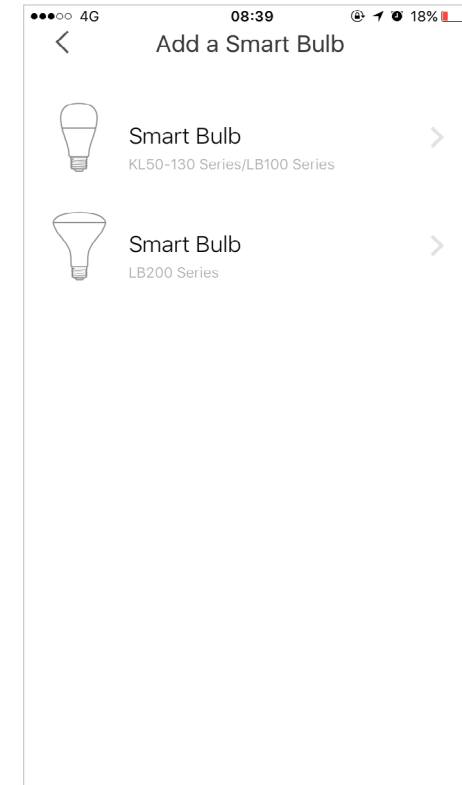 4G 08:39 18%
Add a Smart Bulb
Smart Bulb
KL50-130 Series/LB100 Series
Smart Bulb
LB200 Series